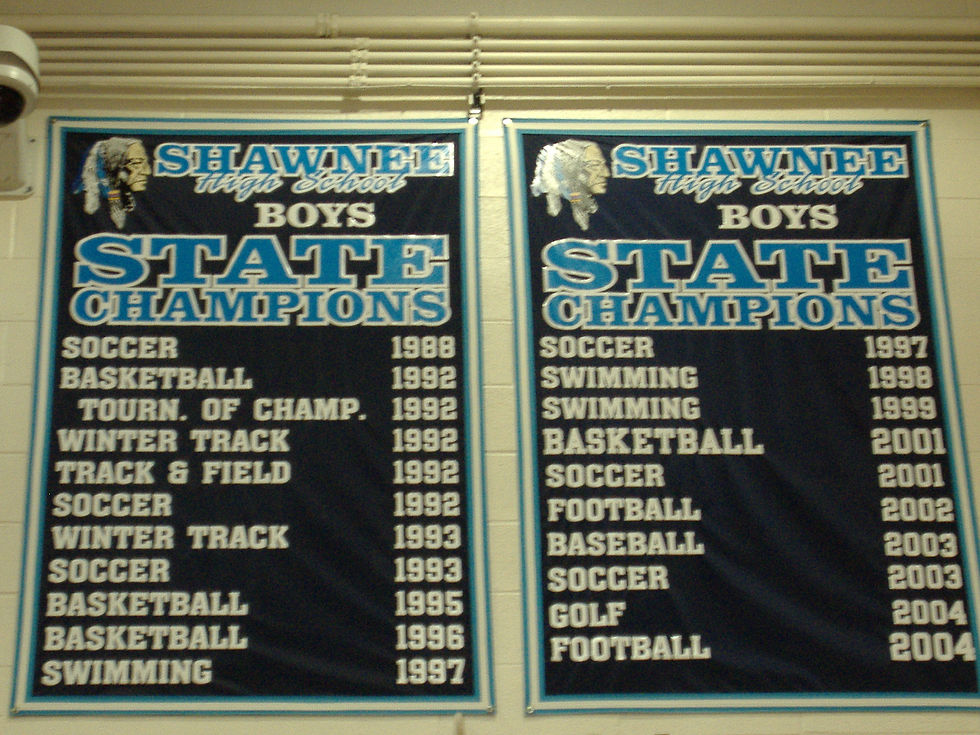 SHAWNEE
High School
BOYS
STATE
CHAMPIONS
SOCCER 1988
BASKETBALL 1992
TOURN. OF CHAMP. 1992
WINTER TRACK 1992
TRACK & FIELD 1992
SOCCER 1992
WINTER TRACK 1993
SOCCER 1993
BASKETBALL 1995
BASKETBALL 1996
SWIMMING 1997
SHAWNEE
High School
BOYS
STATE
CHAMPIONS
SOCCER 1997
SWIMMING 1998
SWIMMING 1999
BASKETBALL 2001
SOCCER 2001
FOOTBALL 2002
BASEBALL 2003
SOCCER 2003
GOLF 2004
FOOTBALL 2004